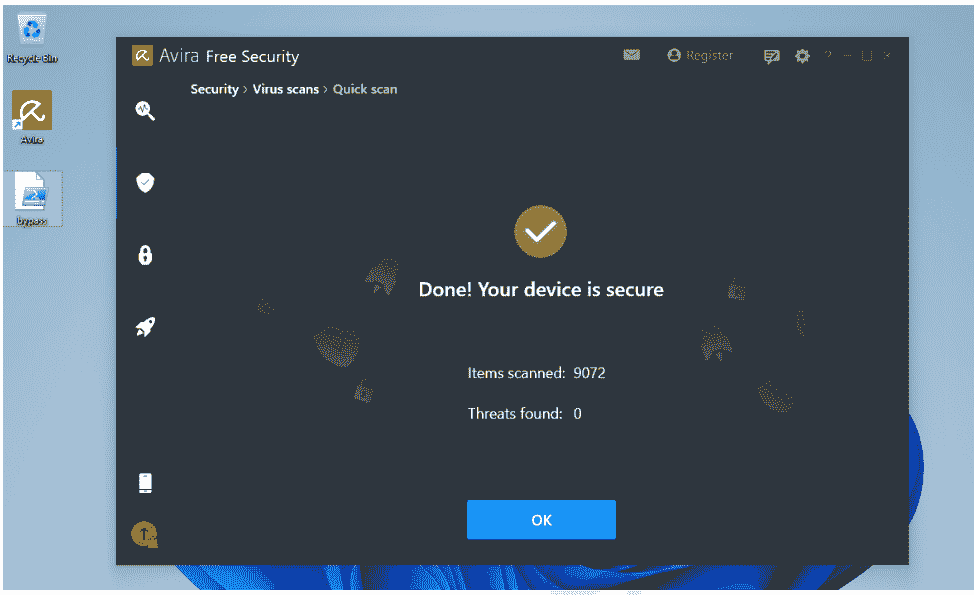 Recycle Bin
Avira
bypass
Avira Free Security
Register
?
Security › Virus scans › Quick scan
Done! Your device is secure
Items scanned: 9072
Threats found: 0
OK